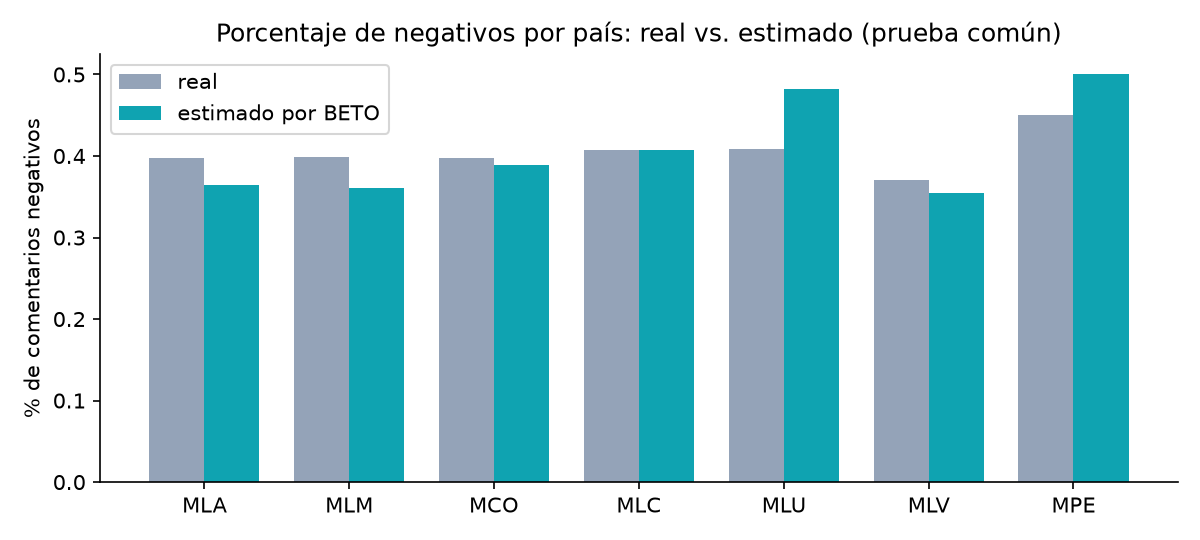 Porcentaje de negativos por país: real vs. estimado (prueba común)
real
estimado por BETO
% de comentarios negativos
0.5
0.4
0.3
0.2
0.1
0.0
MLA MLM MCO MLC MLU MLV MPE